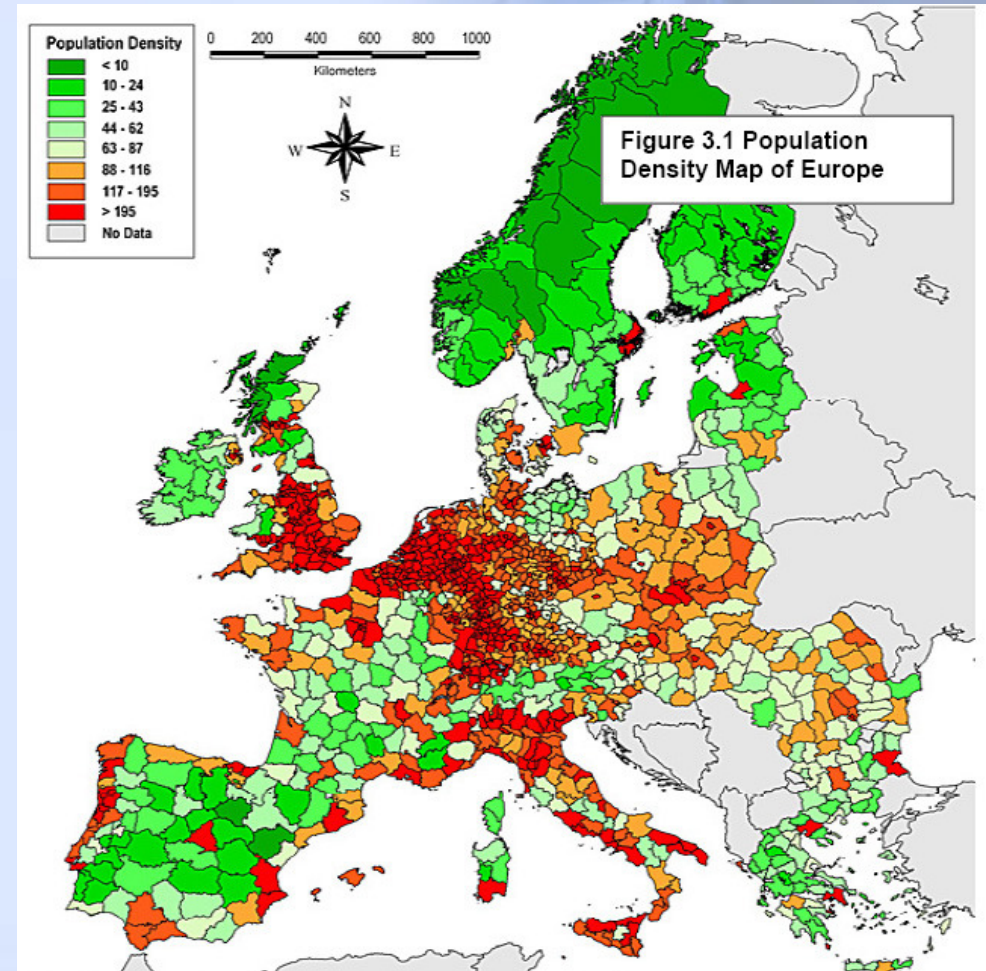 Population Density
< 10
10 - 24
25 - 43
44 - 62
63 - 87
88 - 116
117 - 195
> 195
No Data
0 200 400 600 800 1000
Kilometers
N
W E
S
Figure 3.1 Population
Density Map of Europe